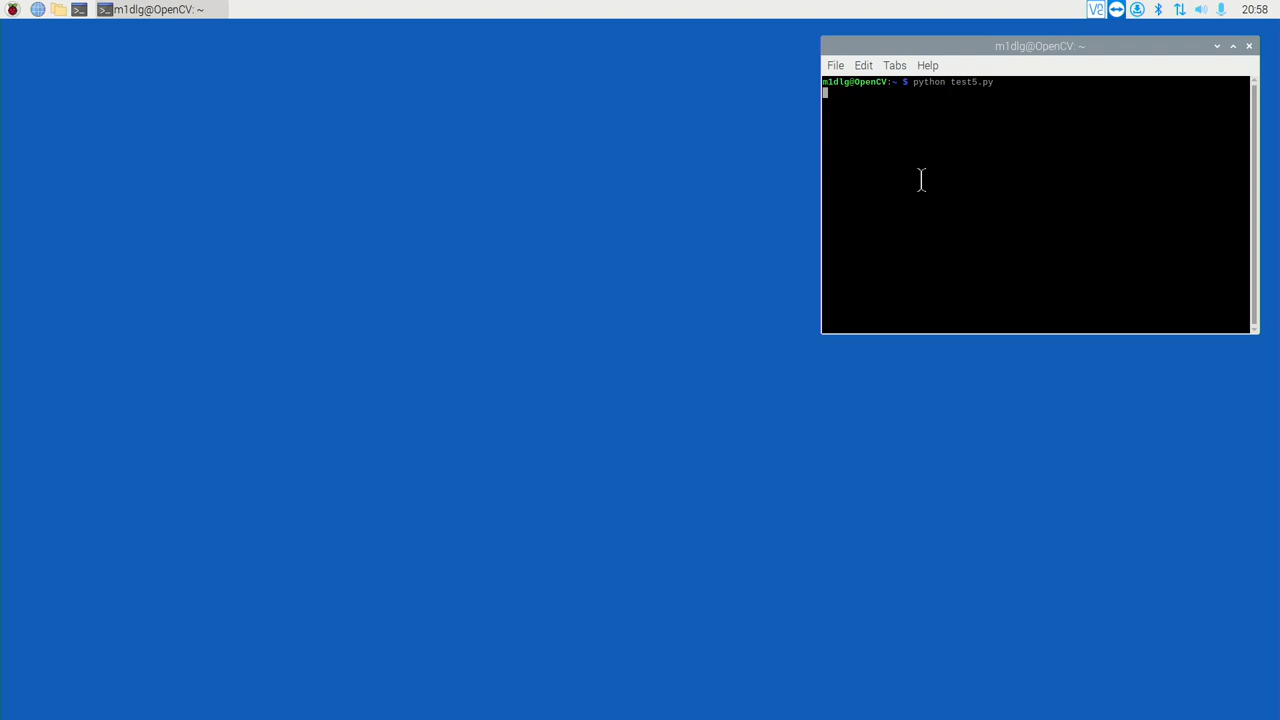 m1dlg@OpenCV: ~
20:58
m1dlg@OpenCV: ~
File Edit Tabs Help
m1dlg@OpenCV:~ $ python test5.py